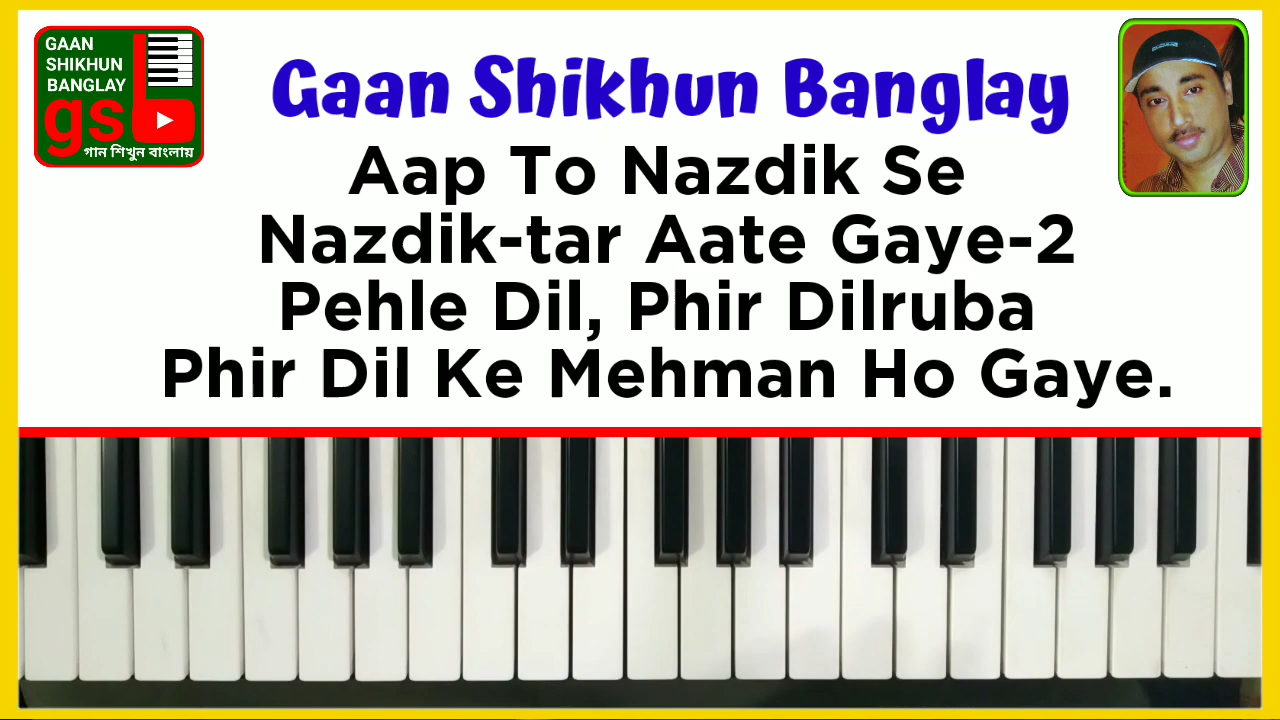 GAAN
SHIKHUN
BANGLAY
gsb
গান শিখুন বাংলায়
Gaan Shikhun Banglay
Aap To Nazdik Se
Nazdik-tar Aate Gaye-2
Pehle Dil, Phir Dilruba
Phir Dil Ke Mehman Ho Gaye.